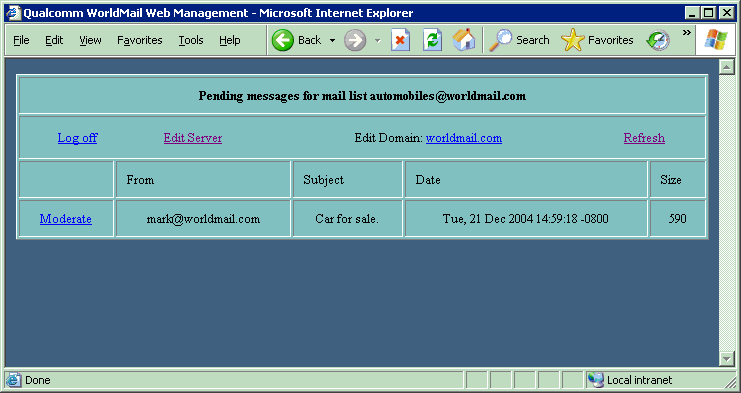 Qualcomm WorldMail Web Management - Microsoft Internet Explorer
File Edit View Favorites Tools Help Back Search Favorites »
Pending messages for mail list automobiles@worldmail.com
Log off Edit Server Edit Domain: worldmail.com Refresh
From Subject Date Size
Moderate mark@worldmail.com Car for sale. Tue, 21 Dec 2004 14:59:18 -0800 590
Done Local intranet